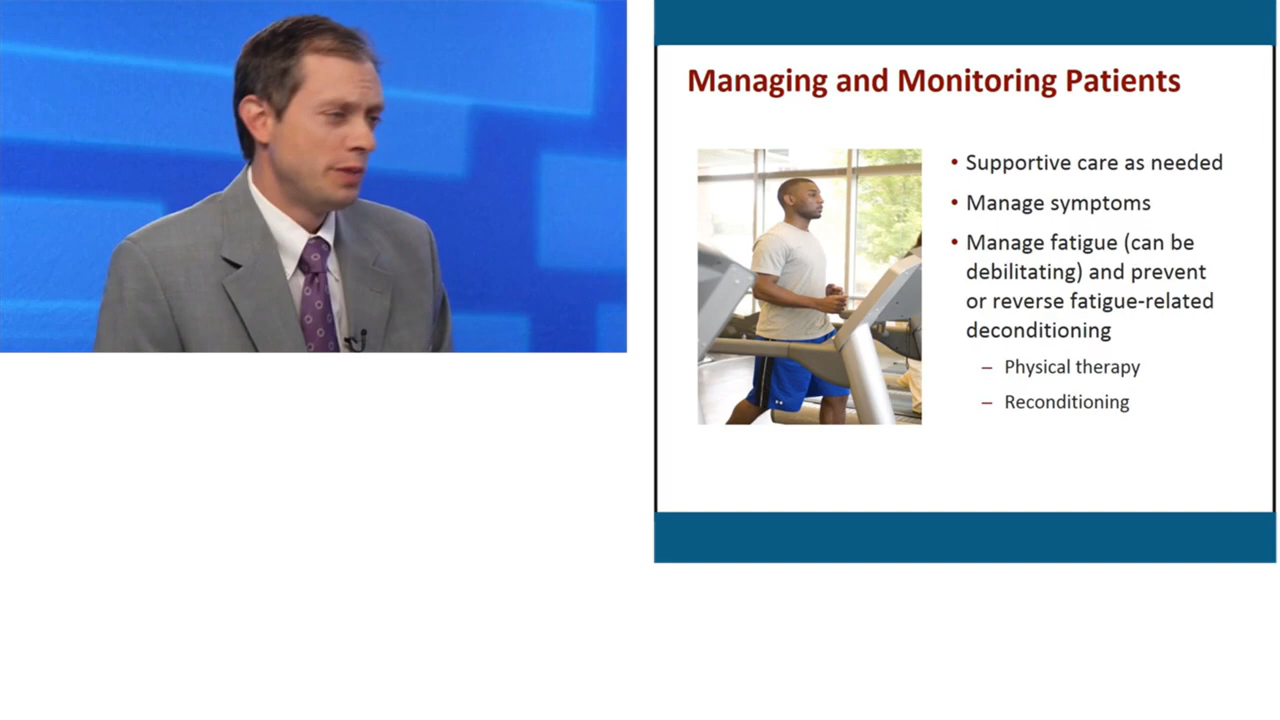 Managing and Monitoring Patients
• Supportive care as needed
• Manage symptoms
• Manage fatigue (can be
debilitating) and prevent
or reverse fatigue-related
deconditioning
– Physical therapy
– Reconditioning